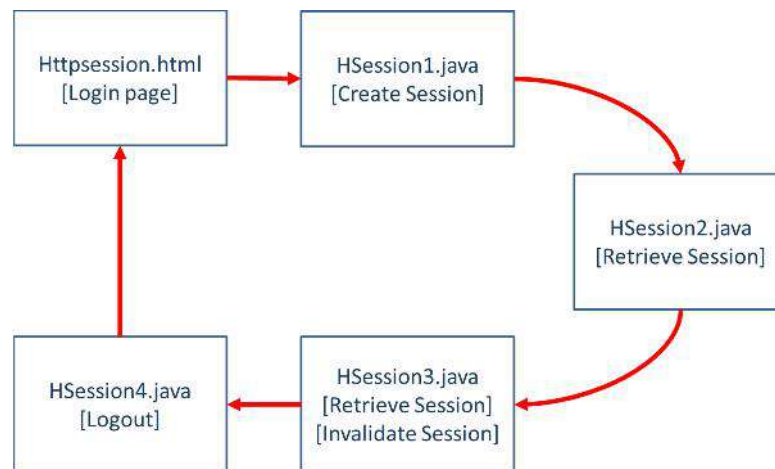 Httpsession.html
[Login page]
HSession1.java
[Create Session]
HSession2.java
[Retrieve Session]
HSession3.java
[Retrieve Session]
[Invalidate Session]
HSession4.java
[Logout]